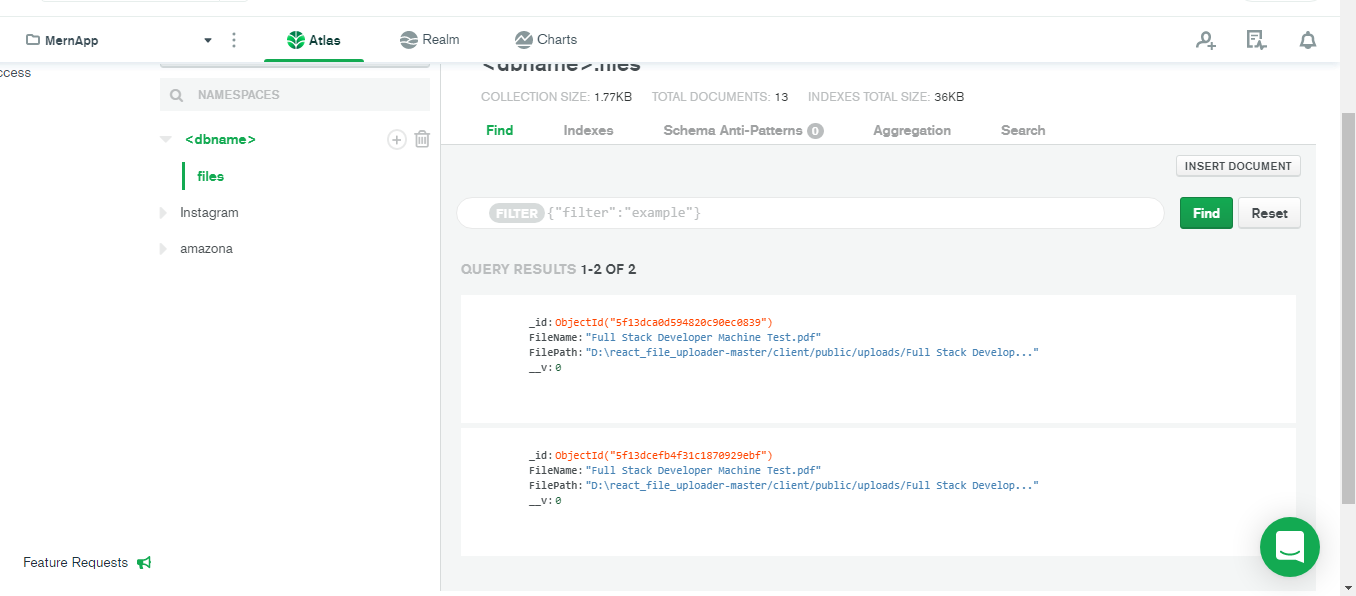 MernApp
Atlas
Realm
Charts
ccess
NAMESPACES
<dbname>
files
Instagram
amazona
Feature Requests
<dbname>.files
COLLECTION SIZE: 1.77KB TOTAL DOCUMENTS: 13 INDEXES TOTAL SIZE: 36KB
Find Indexes Schema Anti-Patterns 0 Aggregation Search
INSERT DOCUMENT
FILTER {"filter":"example"}
Find
Reset
QUERY RESULTS 1-2 OF 2
_id:ObjectId("5f13dca0d594820c90ec0839")
FileName:"Full Stack Developer Machine Test.pdf"
FilePath:"D:\react_file_uploader-master/client/public/uploads/Full Stack Develop..."
__v:0
_id:ObjectId("5f13dcefb4f31c1870929ebf")
FileName:"Full Stack Developer Machine Test.pdf"
FilePath:"D:\react_file_uploader-master/client/public/uploads/Full Stack Develop..."
__v:0